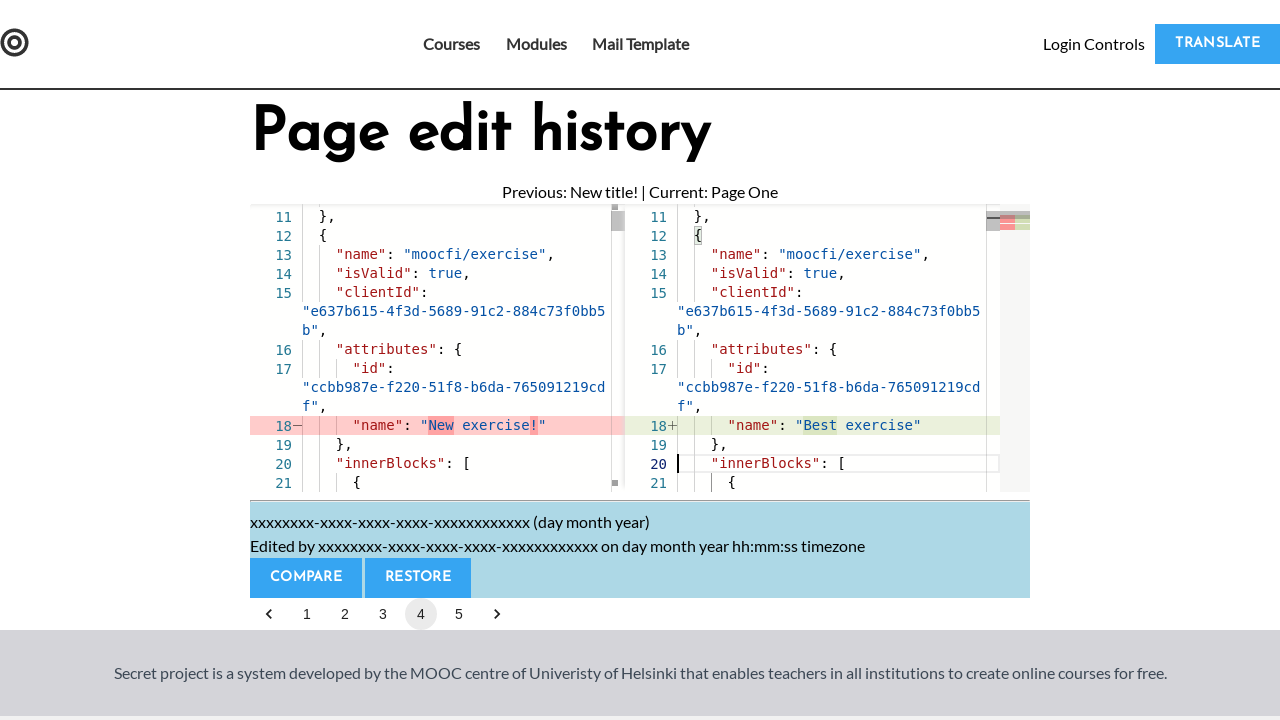 Courses Modules Mail Template Login Controls TRANSLATE
Page edit history
Previous: New title! | Current: Page One
11 },
12 {
13 "name": "moocfi/exercise",
14 "isValid": true,
15 "clientId":
"e637b615-4f3d-5689-91c2-884c73f0bb5
b",
16 "attributes": {
17 "id":
"ccbb987e-f220-51f8-b6da-765091219cd
f",
18− "name": "New exercise!"
19 },
20 "innerBlocks": [
21 {
11 },
12 {
13 "name": "moocfi/exercise",
14 "isValid": true,
15 "clientId":
"e637b615-4f3d-5689-91c2-884c73f0bb5
b",
16 "attributes": {
17 "id":
"ccbb987e-f220-51f8-b6da-765091219cd
f",
18+ "name": "Best exercise"
19 },
20 "innerBlocks": [
21 {
xxxxxxxx-xxxx-xxxx-xxxx-xxxxxxxxxxxx (day month year)
Edited by xxxxxxxx-xxxx-xxxx-xxxx-xxxxxxxxxxxx on day month year hh:mm:ss timezone
COMPARE RESTORE
1 2 3 4 5
Secret project is a system developed by the MOOC centre of Univeristy of Helsinki that enables teachers in all institutions to create online courses for free.